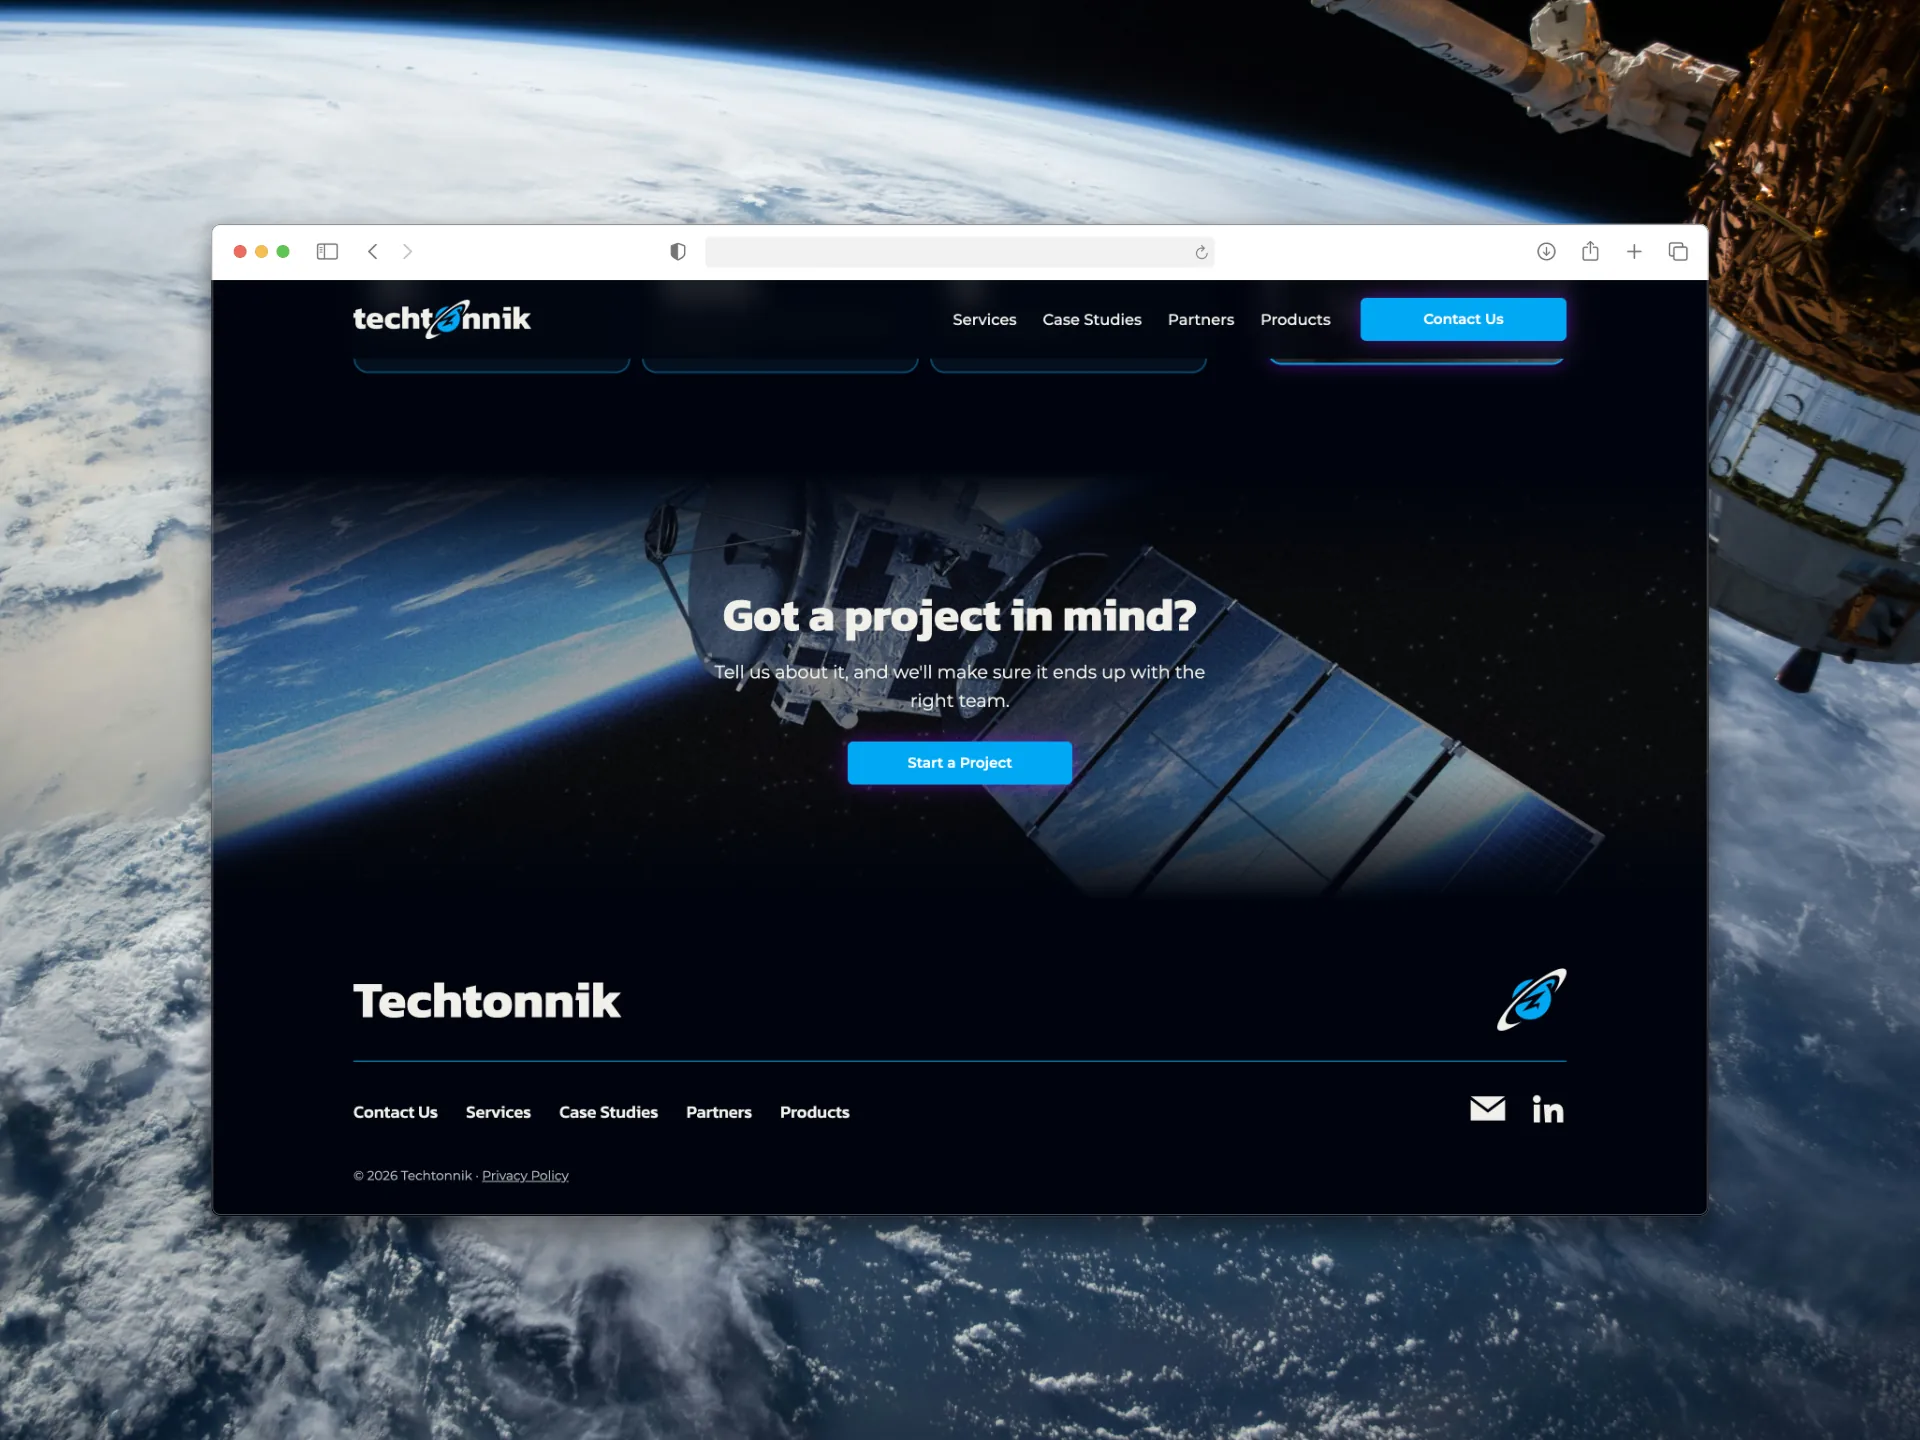 techtonnik
Services
Case Studies
Partners
Products
Contact Us
Got a project in mind?
Tell us about it, and we'll make sure it ends up with the
right team.
Start a Project
Techtonnik
Contact Us
Services
Case Studies
Partners
Products
in
© 2026 Techtonnik · Privacy Policy